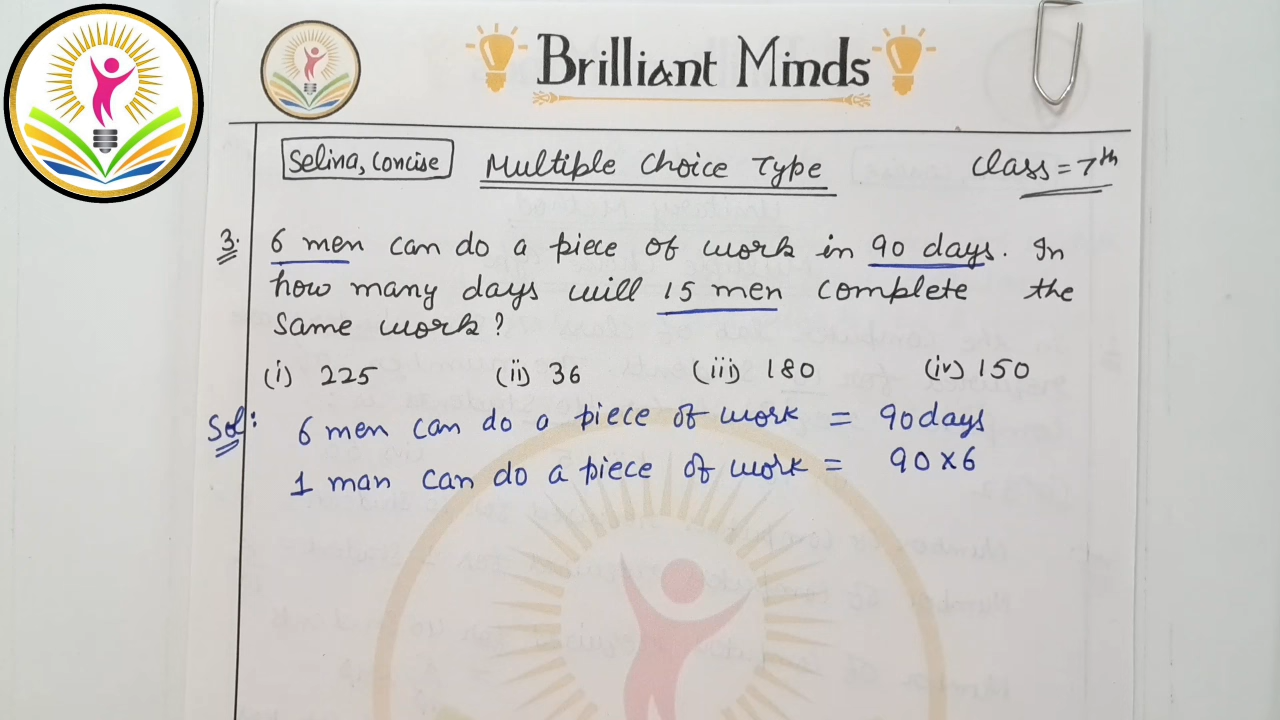 Brilliant Minds
Selina, Concise Multiple Choice Type Class = 7th
3. 6 men can do a piece of work in 90 days. In
how many days will 15 men complete the
same work?
(i) 225 (ii) 36 (iii) 180 (iv) 150
Sol: 6 men can do a piece of work = 90 days
1 man can do a piece of work = 90×6